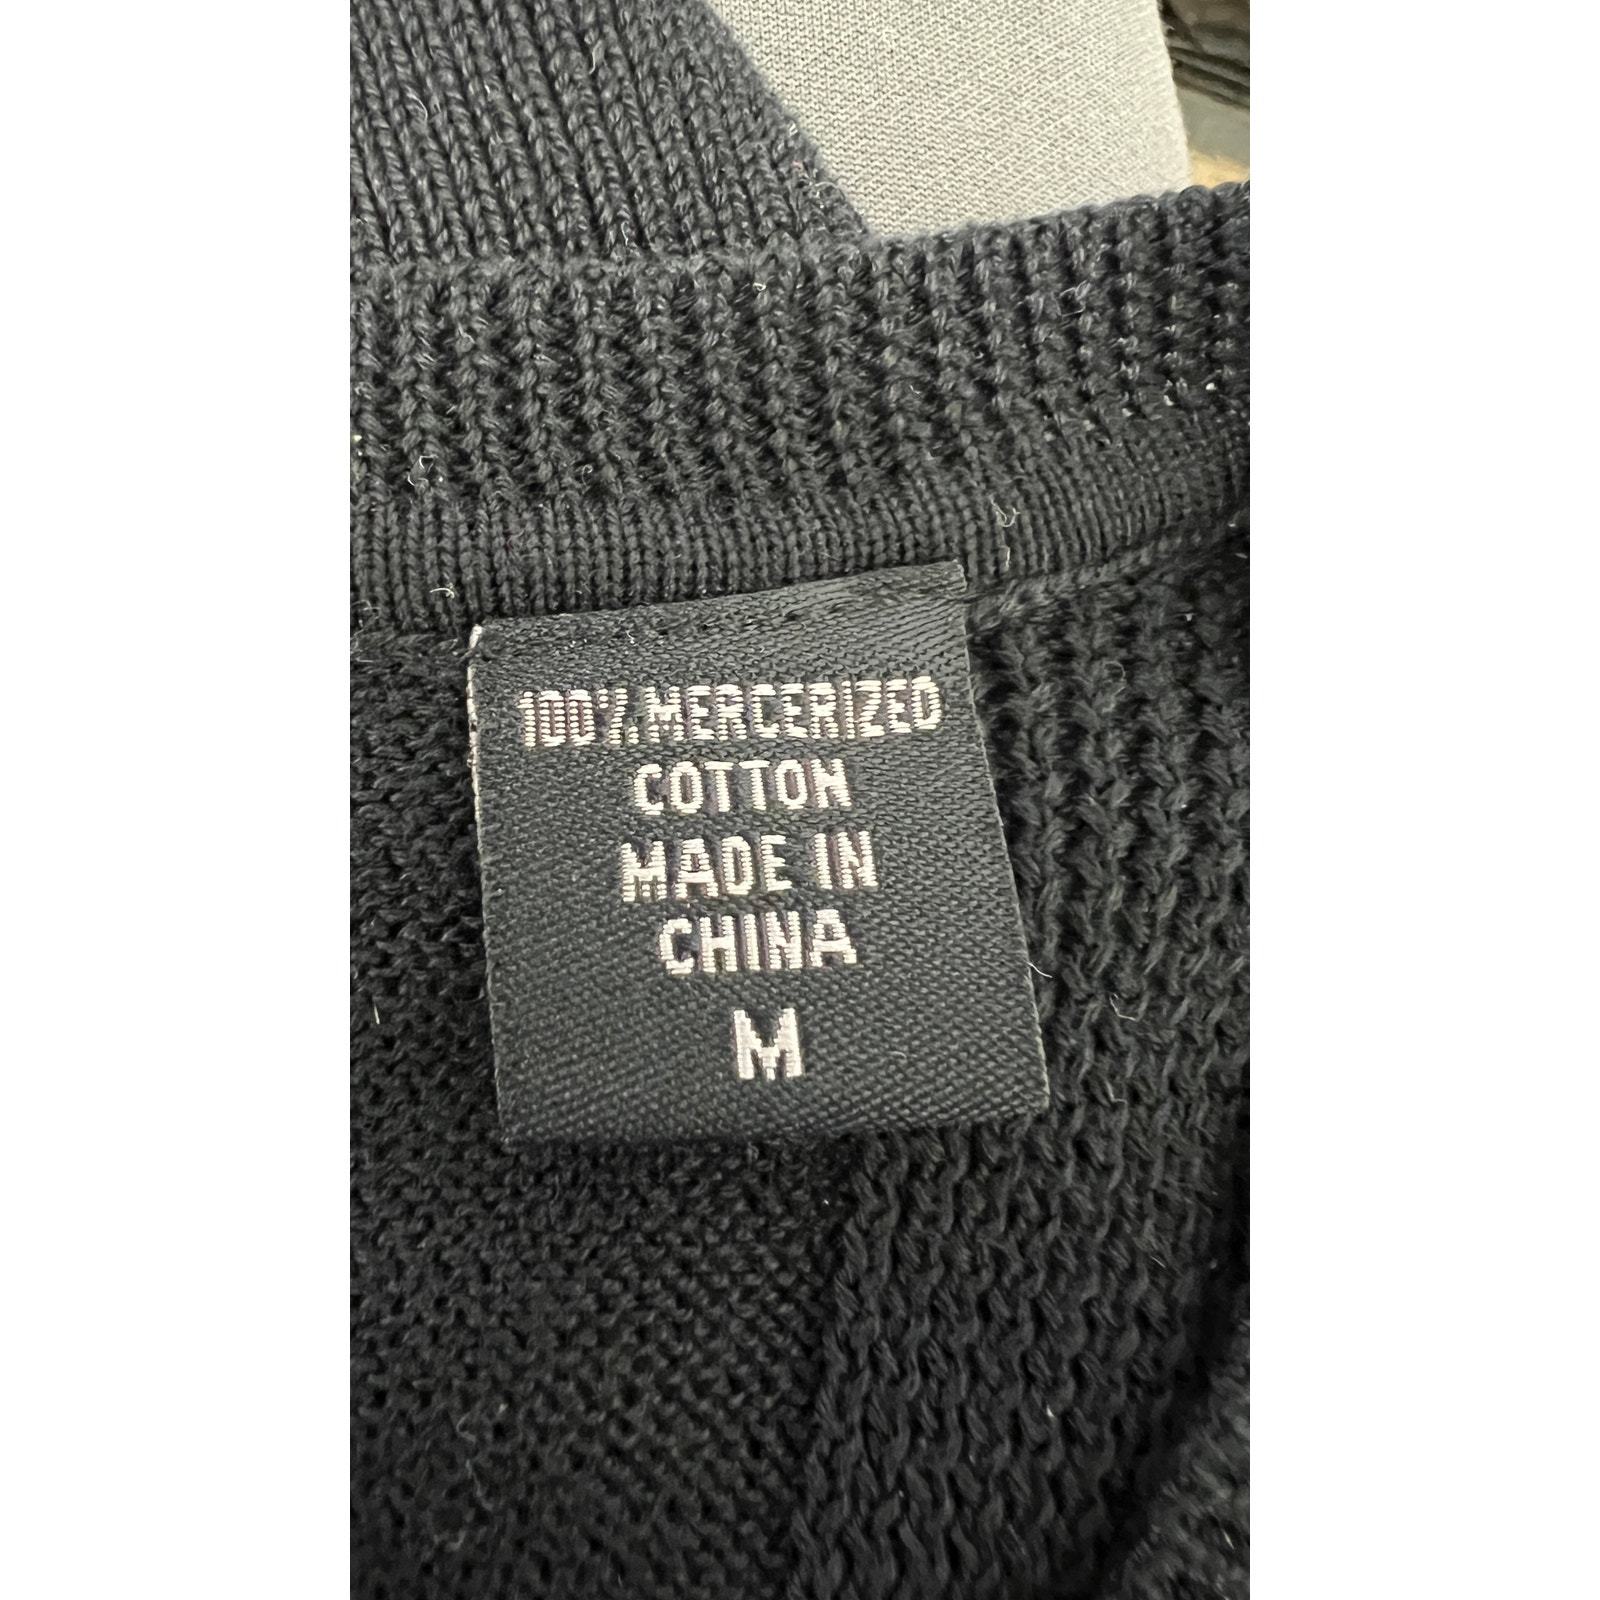 100% MERCERIZED
COTTON
MADE IN
CHINA
M